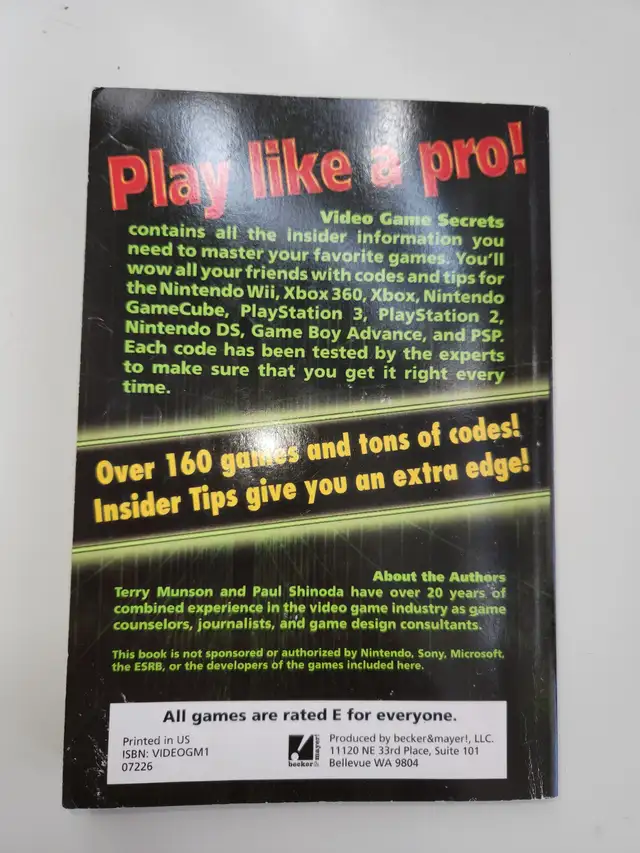 Play like a pro!
Video Game Secrets
contains all the insider information you
need to master your favorite games. You'll
wow all your friends with codes and tips for
the Nintendo Wii, Xbox 360, Xbox, Nintendo
GameCube, PlayStation 3, PlayStation 2,
Nintendo DS, Game Boy Advance, and PSP.
Each code has been tested by the experts
to make sure that you get it right every
time.
Over 160 games and tons of codes!
Insider Tips give you an extra edge!
About the Authors
Terry Munson and Paul Shinoda have over 20 years of
combined experience in the video game industry as game
counselors, journalists, and game design consultants.
This book is not sponsored or authorized by Nintendo, Sony, Microsoft,
the ESRB, or the developers of the games included here.
All games are rated E for everyone.
Printed in US
ISBN: VIDEOGM1
07226
becker&mayer!
Produced by becker&mayer!, LLC.
11120 NE 33rd Place, Suite 101
Bellevue WA 9804